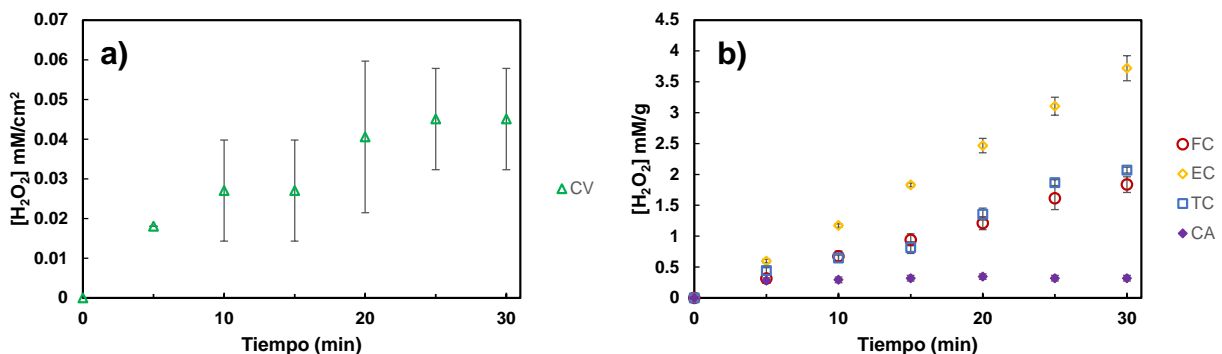 a)
[H₂O₂] mM/cm²
0.07
0.06
0.05
0.04
0.03
0.02
0.01
0
0 10 20 30
Tiempo (min)
CV
b)
[H₂O₂] mM/g
4.5
4
3.5
3
2.5
2
1.5
1
0.5
0
0 10 20 30
Tiempo (min)
FC
EC
TC
CA